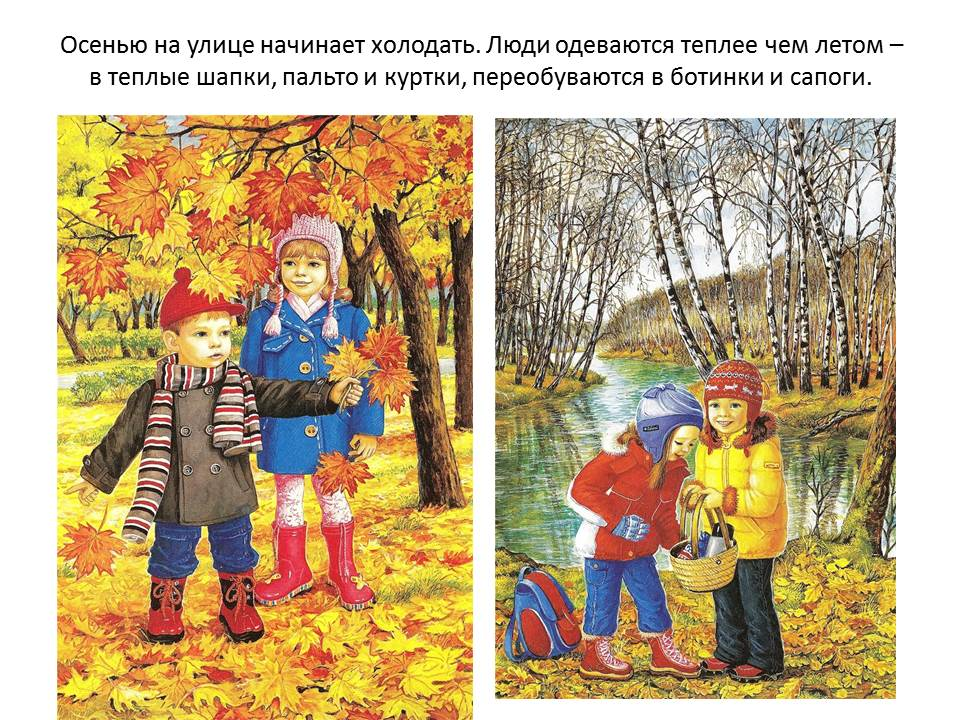 Осенью на улице начинает холодать. Люди одеваются теплее чем летом –
в теплые шапки, пальто и куртки, переобуваются в ботинки и сапоги.